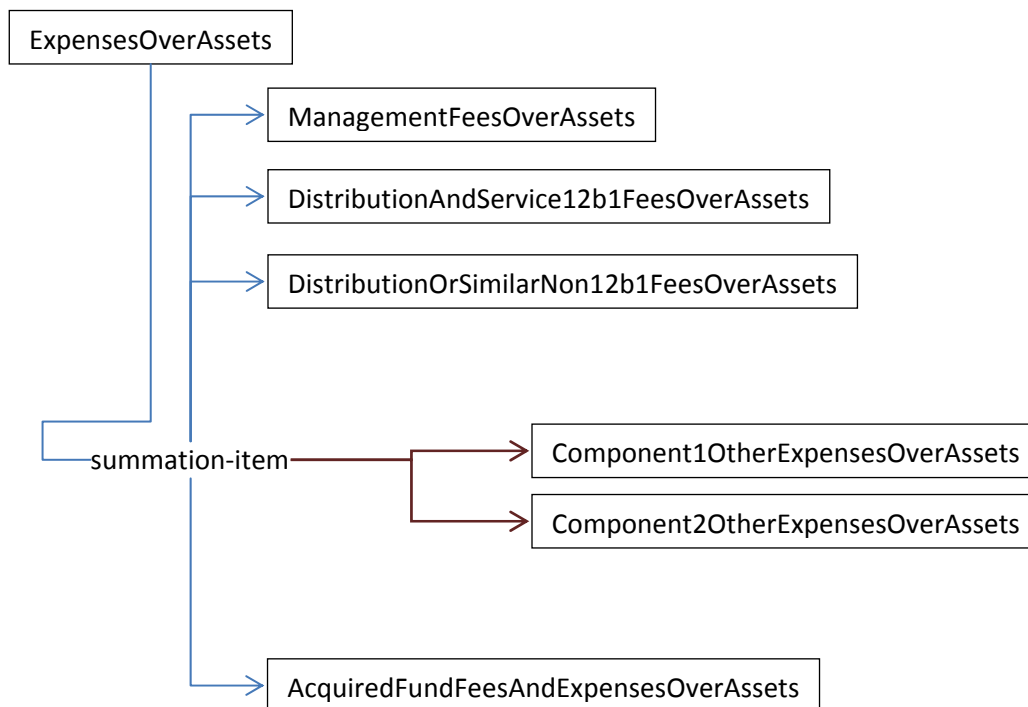 ExpensesOverAssets
ManagementFeesOverAssets
DistributionAndService12b1FeesOverAssets
DistributionOrSimilarNon12b1FeesOverAssets
summation-item
Component1OtherExpensesOverAssets
Component2OtherExpensesOverAssets
AcquiredFundFeesAndExpensesOverAssets